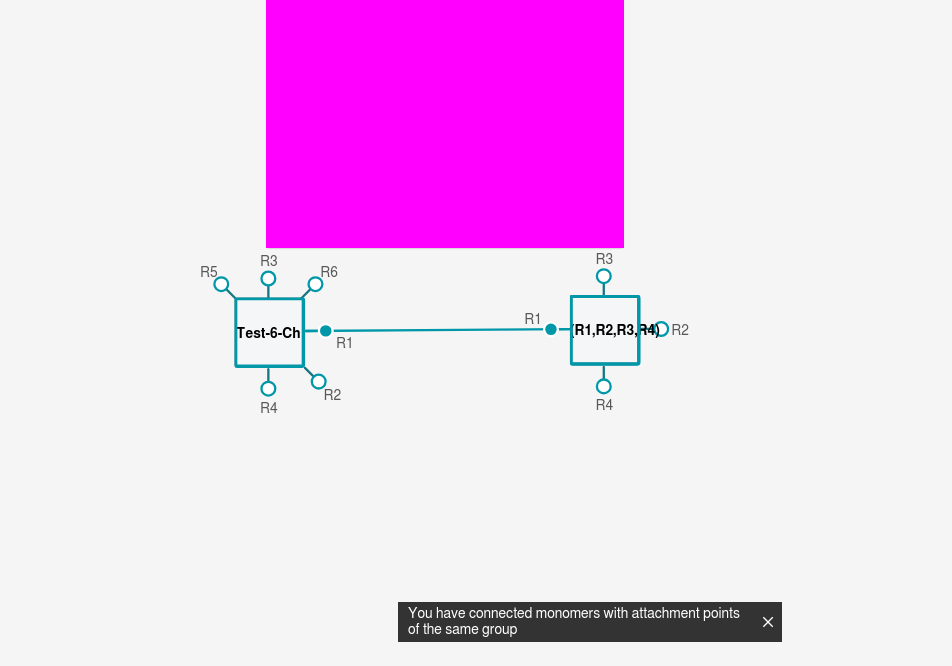 R3
R3
R5
R6
R1
Test-6-Ch
(R1,R2,R3,R4)
R2
R1
R2
R4
R4
You have connected monomers with attachment points
of the same group